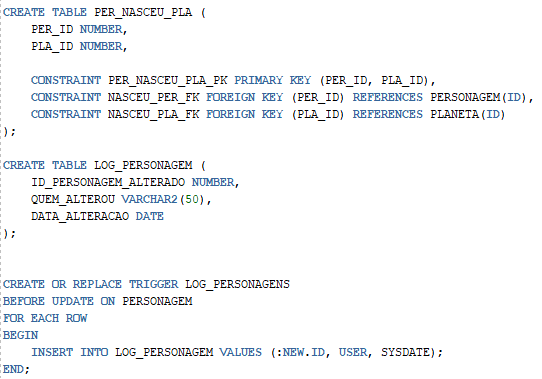 CREATE TABLE PER_NASCEU_PLA (
PER_ID NUMBER,
PLA_ID NUMBER,
CONSTRAINT PER_NASCEU_PLA_PK PRIMARY KEY (PER_ID, PLA_ID),
CONSTRAINT NASCEU_PER_FK FOREIGN KEY (PER_ID) REFERENCES PERSONAGEM(ID),
CONSTRAINT NASCEU_PLA_FK FOREIGN KEY (PLA_ID) REFERENCES PLANETA(ID)
);
CREATE TABLE LOG_PERSONAGEM (
ID_PERSONAGEM_ALTERADO NUMBER,
QUEM_ALTEROU VARCHAR2(50),
DATA_ALTERACAO DATE
);
CREATE OR REPLACE TRIGGER LOG_PERSONAGENS
BEFORE UPDATE ON PERSONAGEM
FOR EACH ROW
BEGIN
INSERT INTO LOG_PERSONAGEM VALUES (:NEW.ID, USER, SYSDATE);
END;